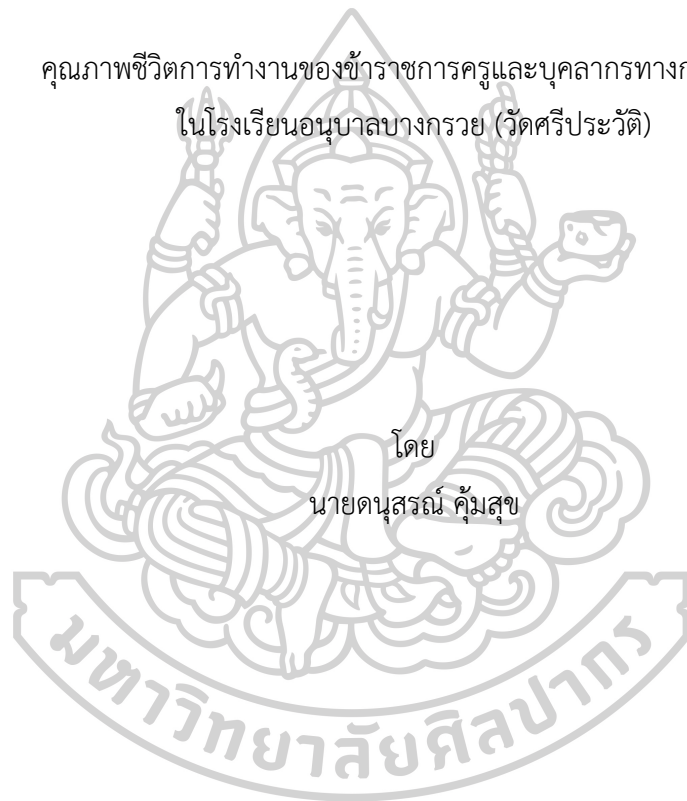 คุณภาพชีวิตการทำงานของข้าราชการครูและบุคลากรทาง
ในโรงเรียนอนุบาลบางกรวย (วัดศรีประวัติ)
โดย
นายดนุสรณ์ คุ้มสุข
มหาวิทยาลัยศิลปากร